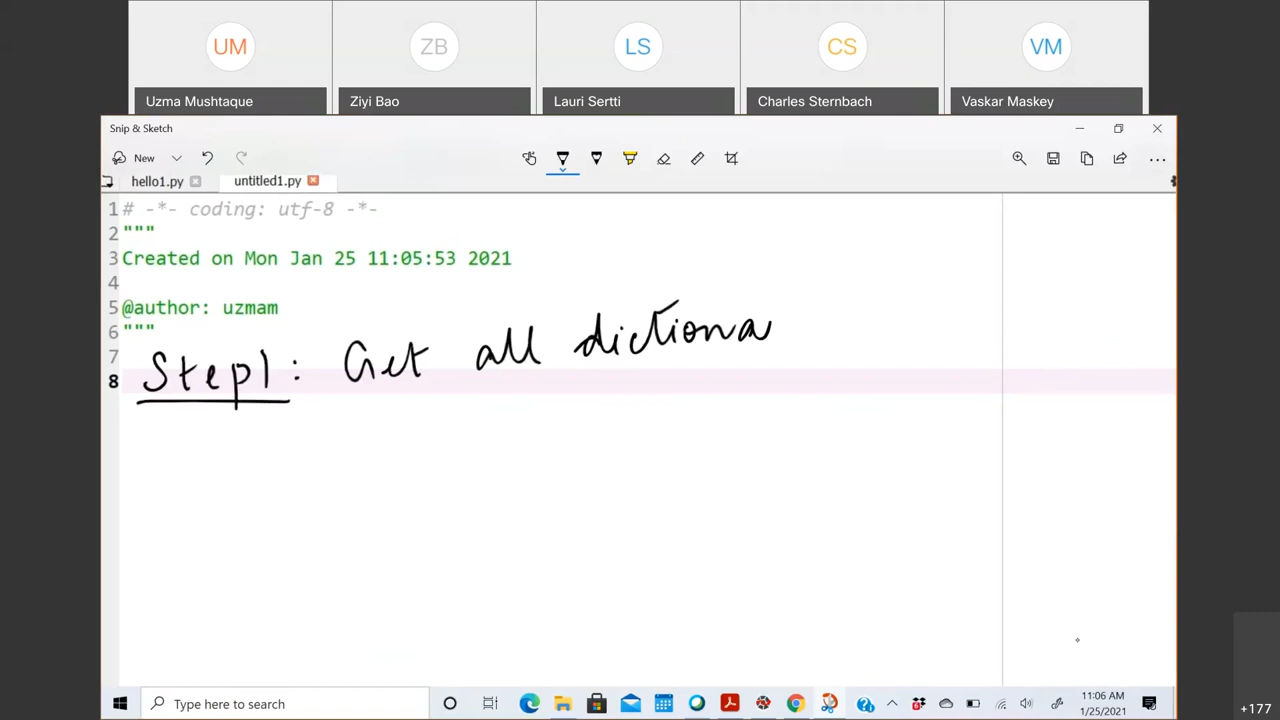 UM ZB LS CS VM
Uzma Mushtaque Ziyi Bao Lauri Sertti Charles Sternbach Vaskar Maskey
Snip & Sketch
New
hello1.py untitled1.py
1 # -*- coding: utf-8 -*-
2 """
3 Created on Mon Jan 25 11:05:53 2021
4
5 @author: uzmam
6 """
7
8
Step1: Get all dictiona
Type here to search
11:06 AM
1/25/2021
+177